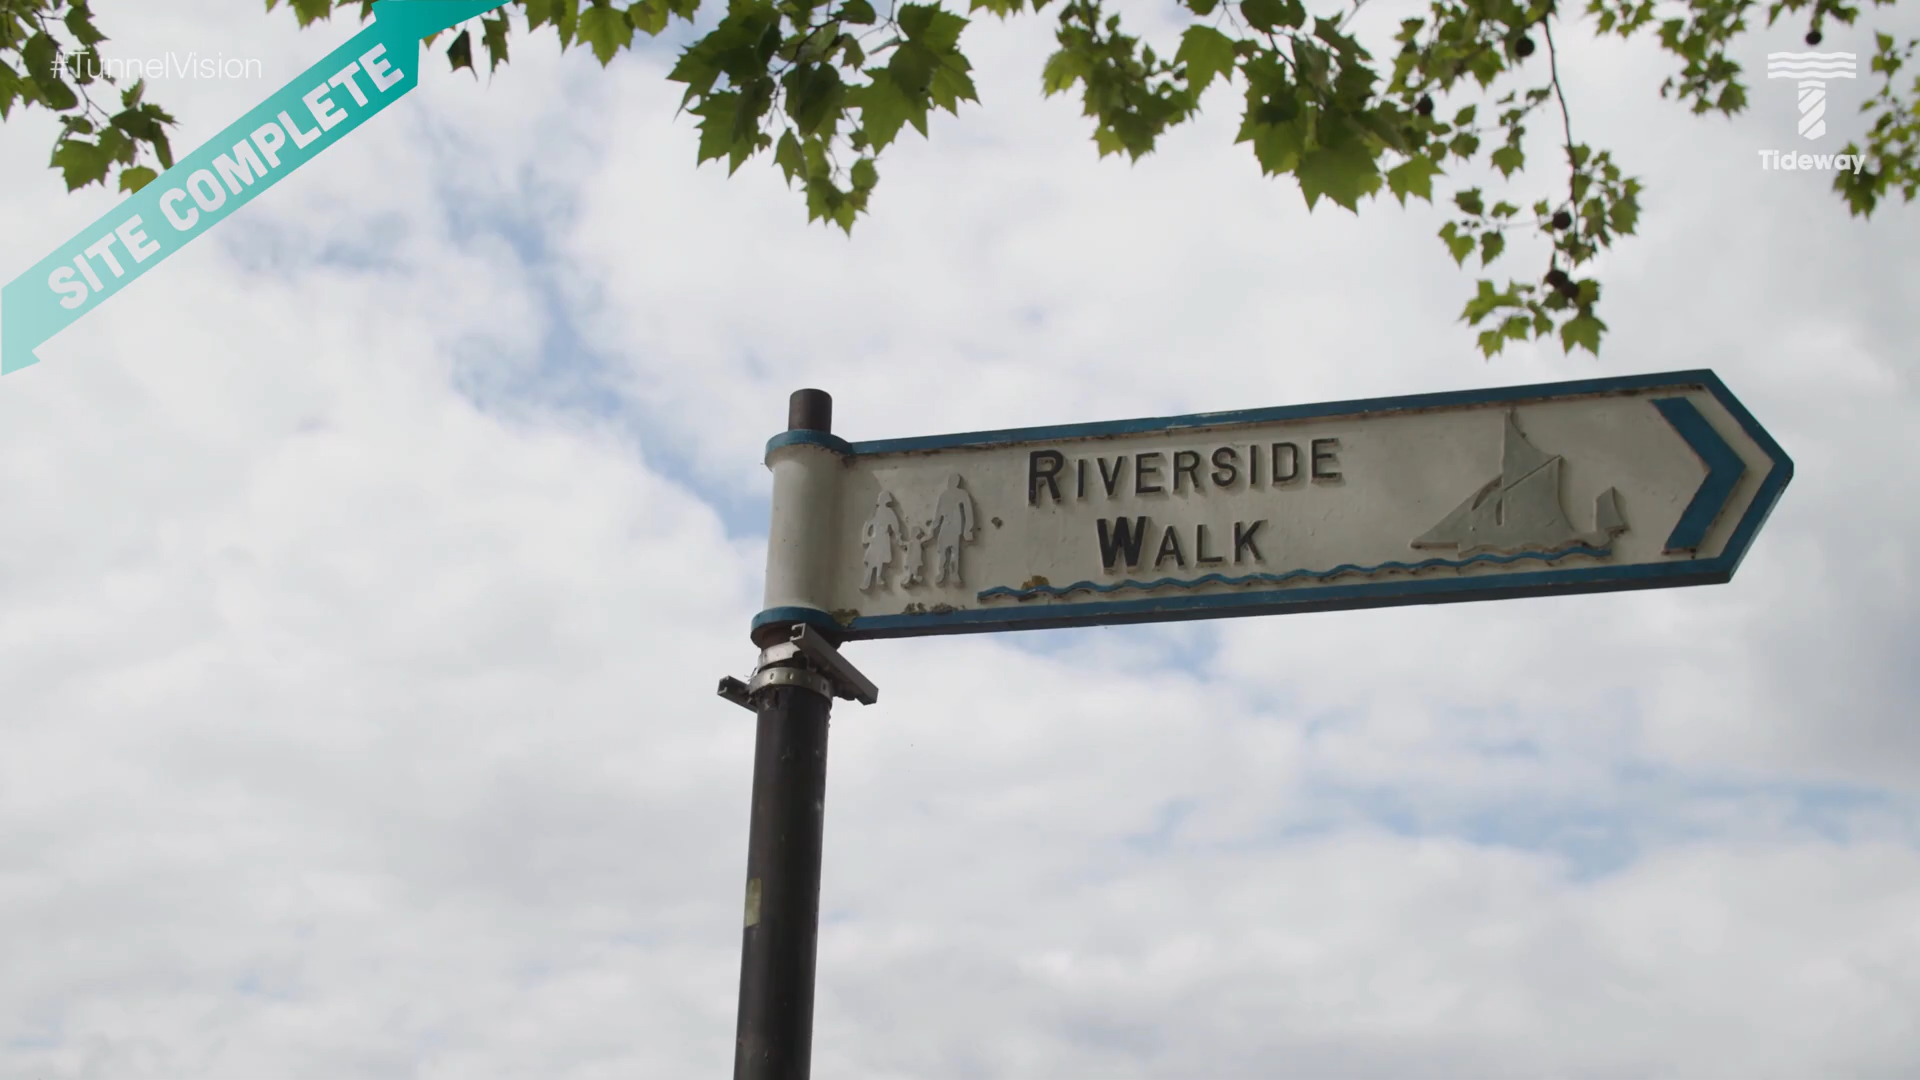 #TunnelVision
SITE COMPLETE
Tideway
RIVERSIDE
WALK